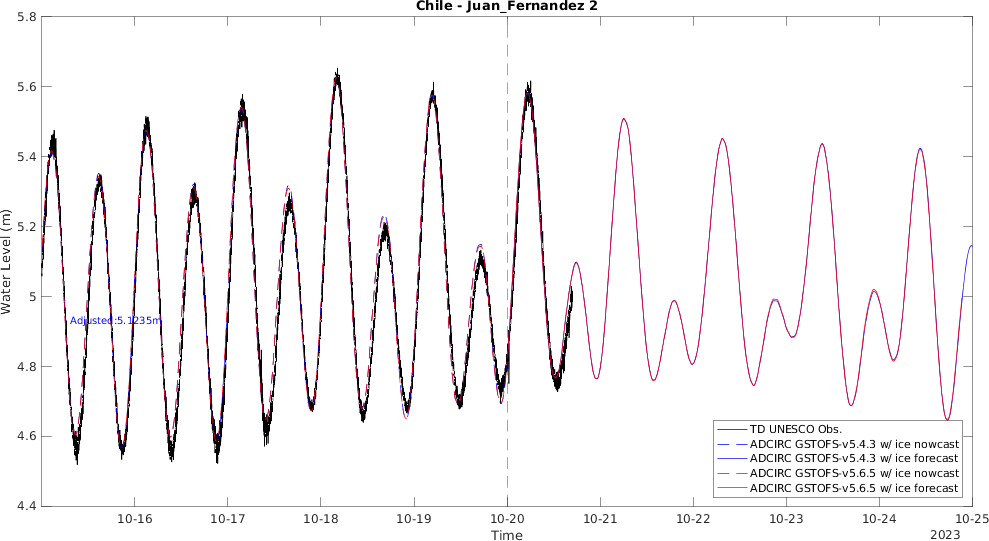 Chile - Juan_Fernandez 2
5.8
5.6
5.4
5.2
5
4.8
4.6
4.4
Water Level (m)
Adjusted:5.1235m
TD UNESCO Obs.
ADCIRC GSTOFS-v5.4.3 w/ ice nowcast
ADCIRC GSTOFS-v5.4.3 w/ ice forecast
ADCIRC GSTOFS-v5.6.5 w/ ice nowcast
ADCIRC GSTOFS-v5.6.5 w/ ice forecast
10-16 10-17 10-18 10-19 10-20 10-21 10-22 10-23 10-24 10-25
Time
2023